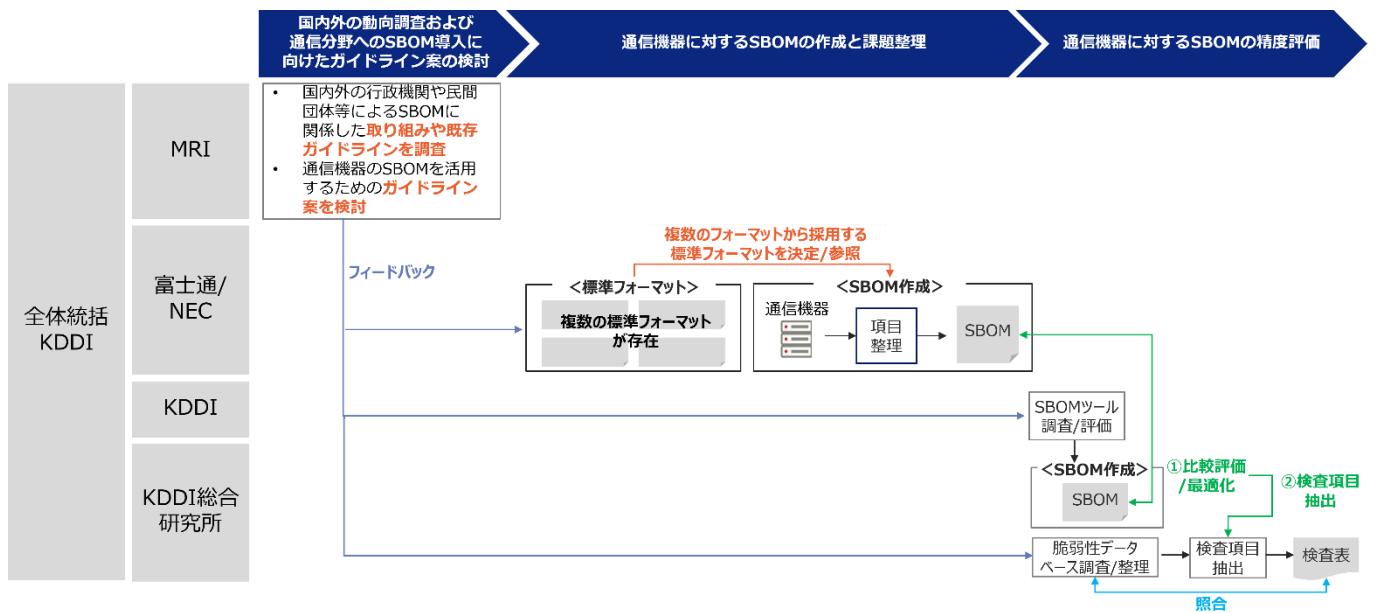 国内外の動向調査および
通信分野へのSBOM導入に
向けたガイドライン案の検討
通信機器に対するSBOMの作成と課題整理
通信機器に対するSBOMの精度評価
全体統括
KDDI
MRI
• 国内外の行政機関や民間
団体等によるSBOMに
関係した取り組みや既存
ガイドラインを調査
• 通信機器のSBOMを活用
するためのガイドライン
案を検討
富士通/
NEC
フィードバック
複数のフォーマットから採用する
標準フォーマットを決定/参照
<標準フォーマット>
複数の標準フォーマット
が存在
<SBOM作成>
通信機器
項目
整理
SBOM
KDDI
SBOMツール
調査/評価
KDDI総合
研究所
<SBOM作成>
SBOM
①比較評価
/最適化
②検査項目
抽出
脆弱性データ
ベース調査/整理
検査項目
抽出
検査表
照合